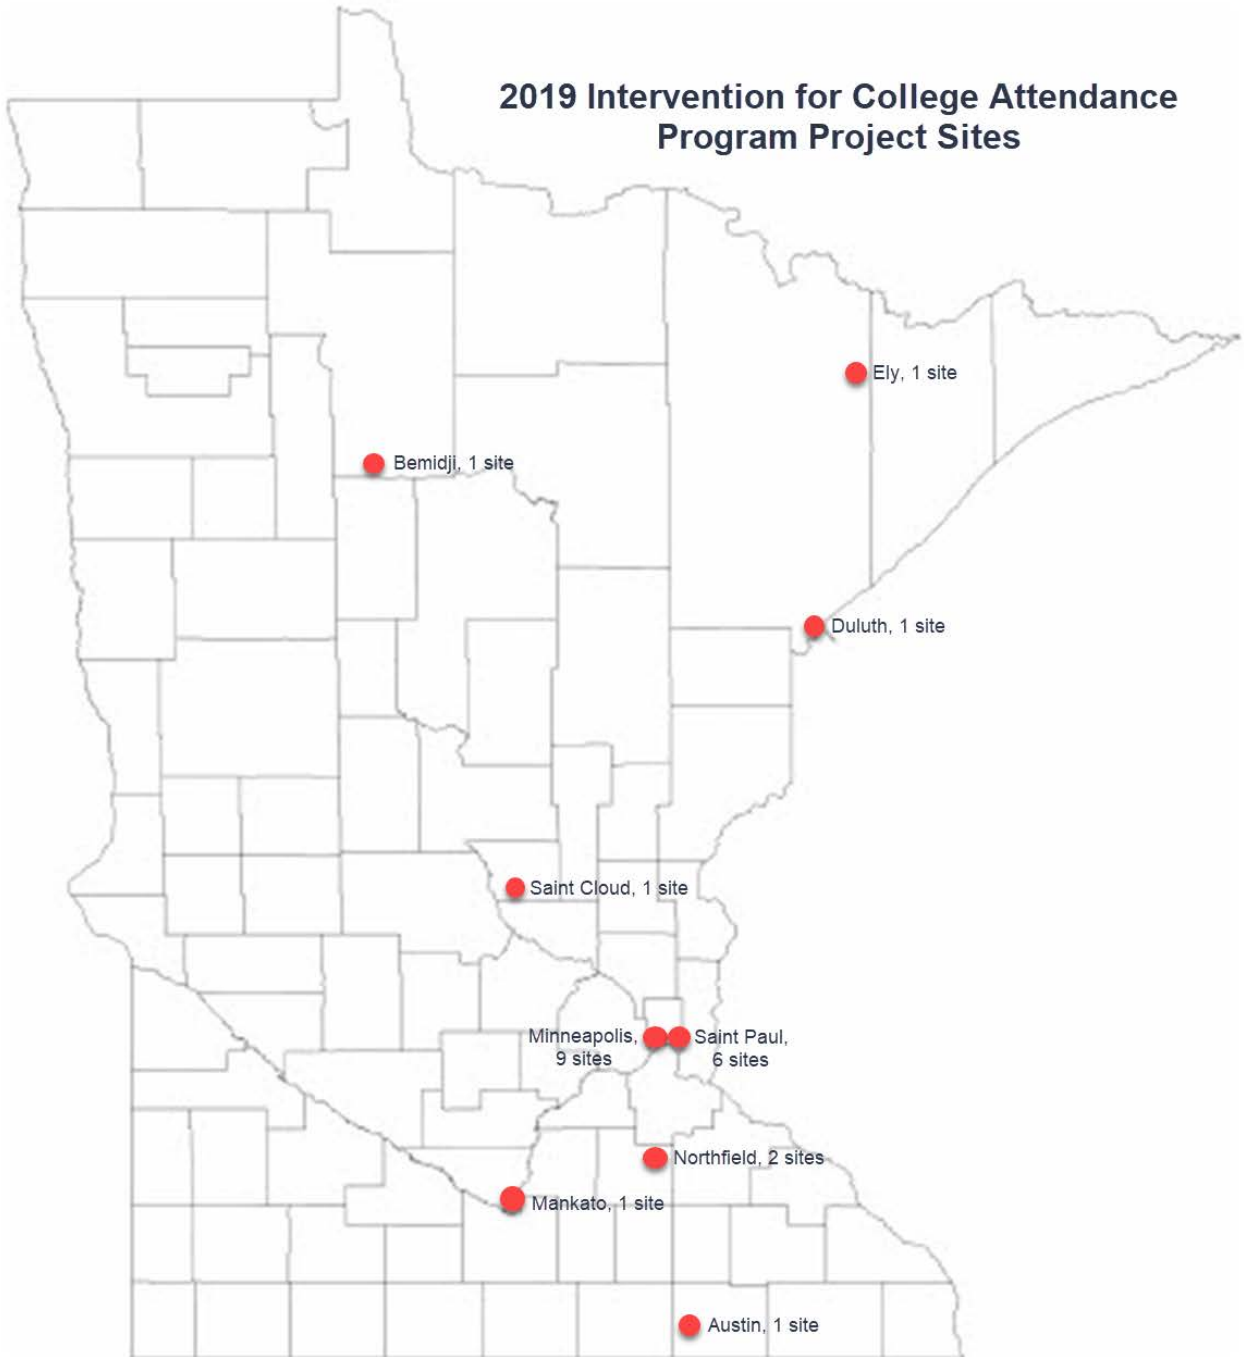 2019 Intervention for College Attendance
Program Project Sites
Ely, 1 site
Bemidji, 1 site
Duluth, 1 site
Saint Cloud, 1 site
Minneapolis,
9 sites
Saint Paul,
6 sites
Northfield, 2 sites
Mankato, 1 site
Austin, 1 site